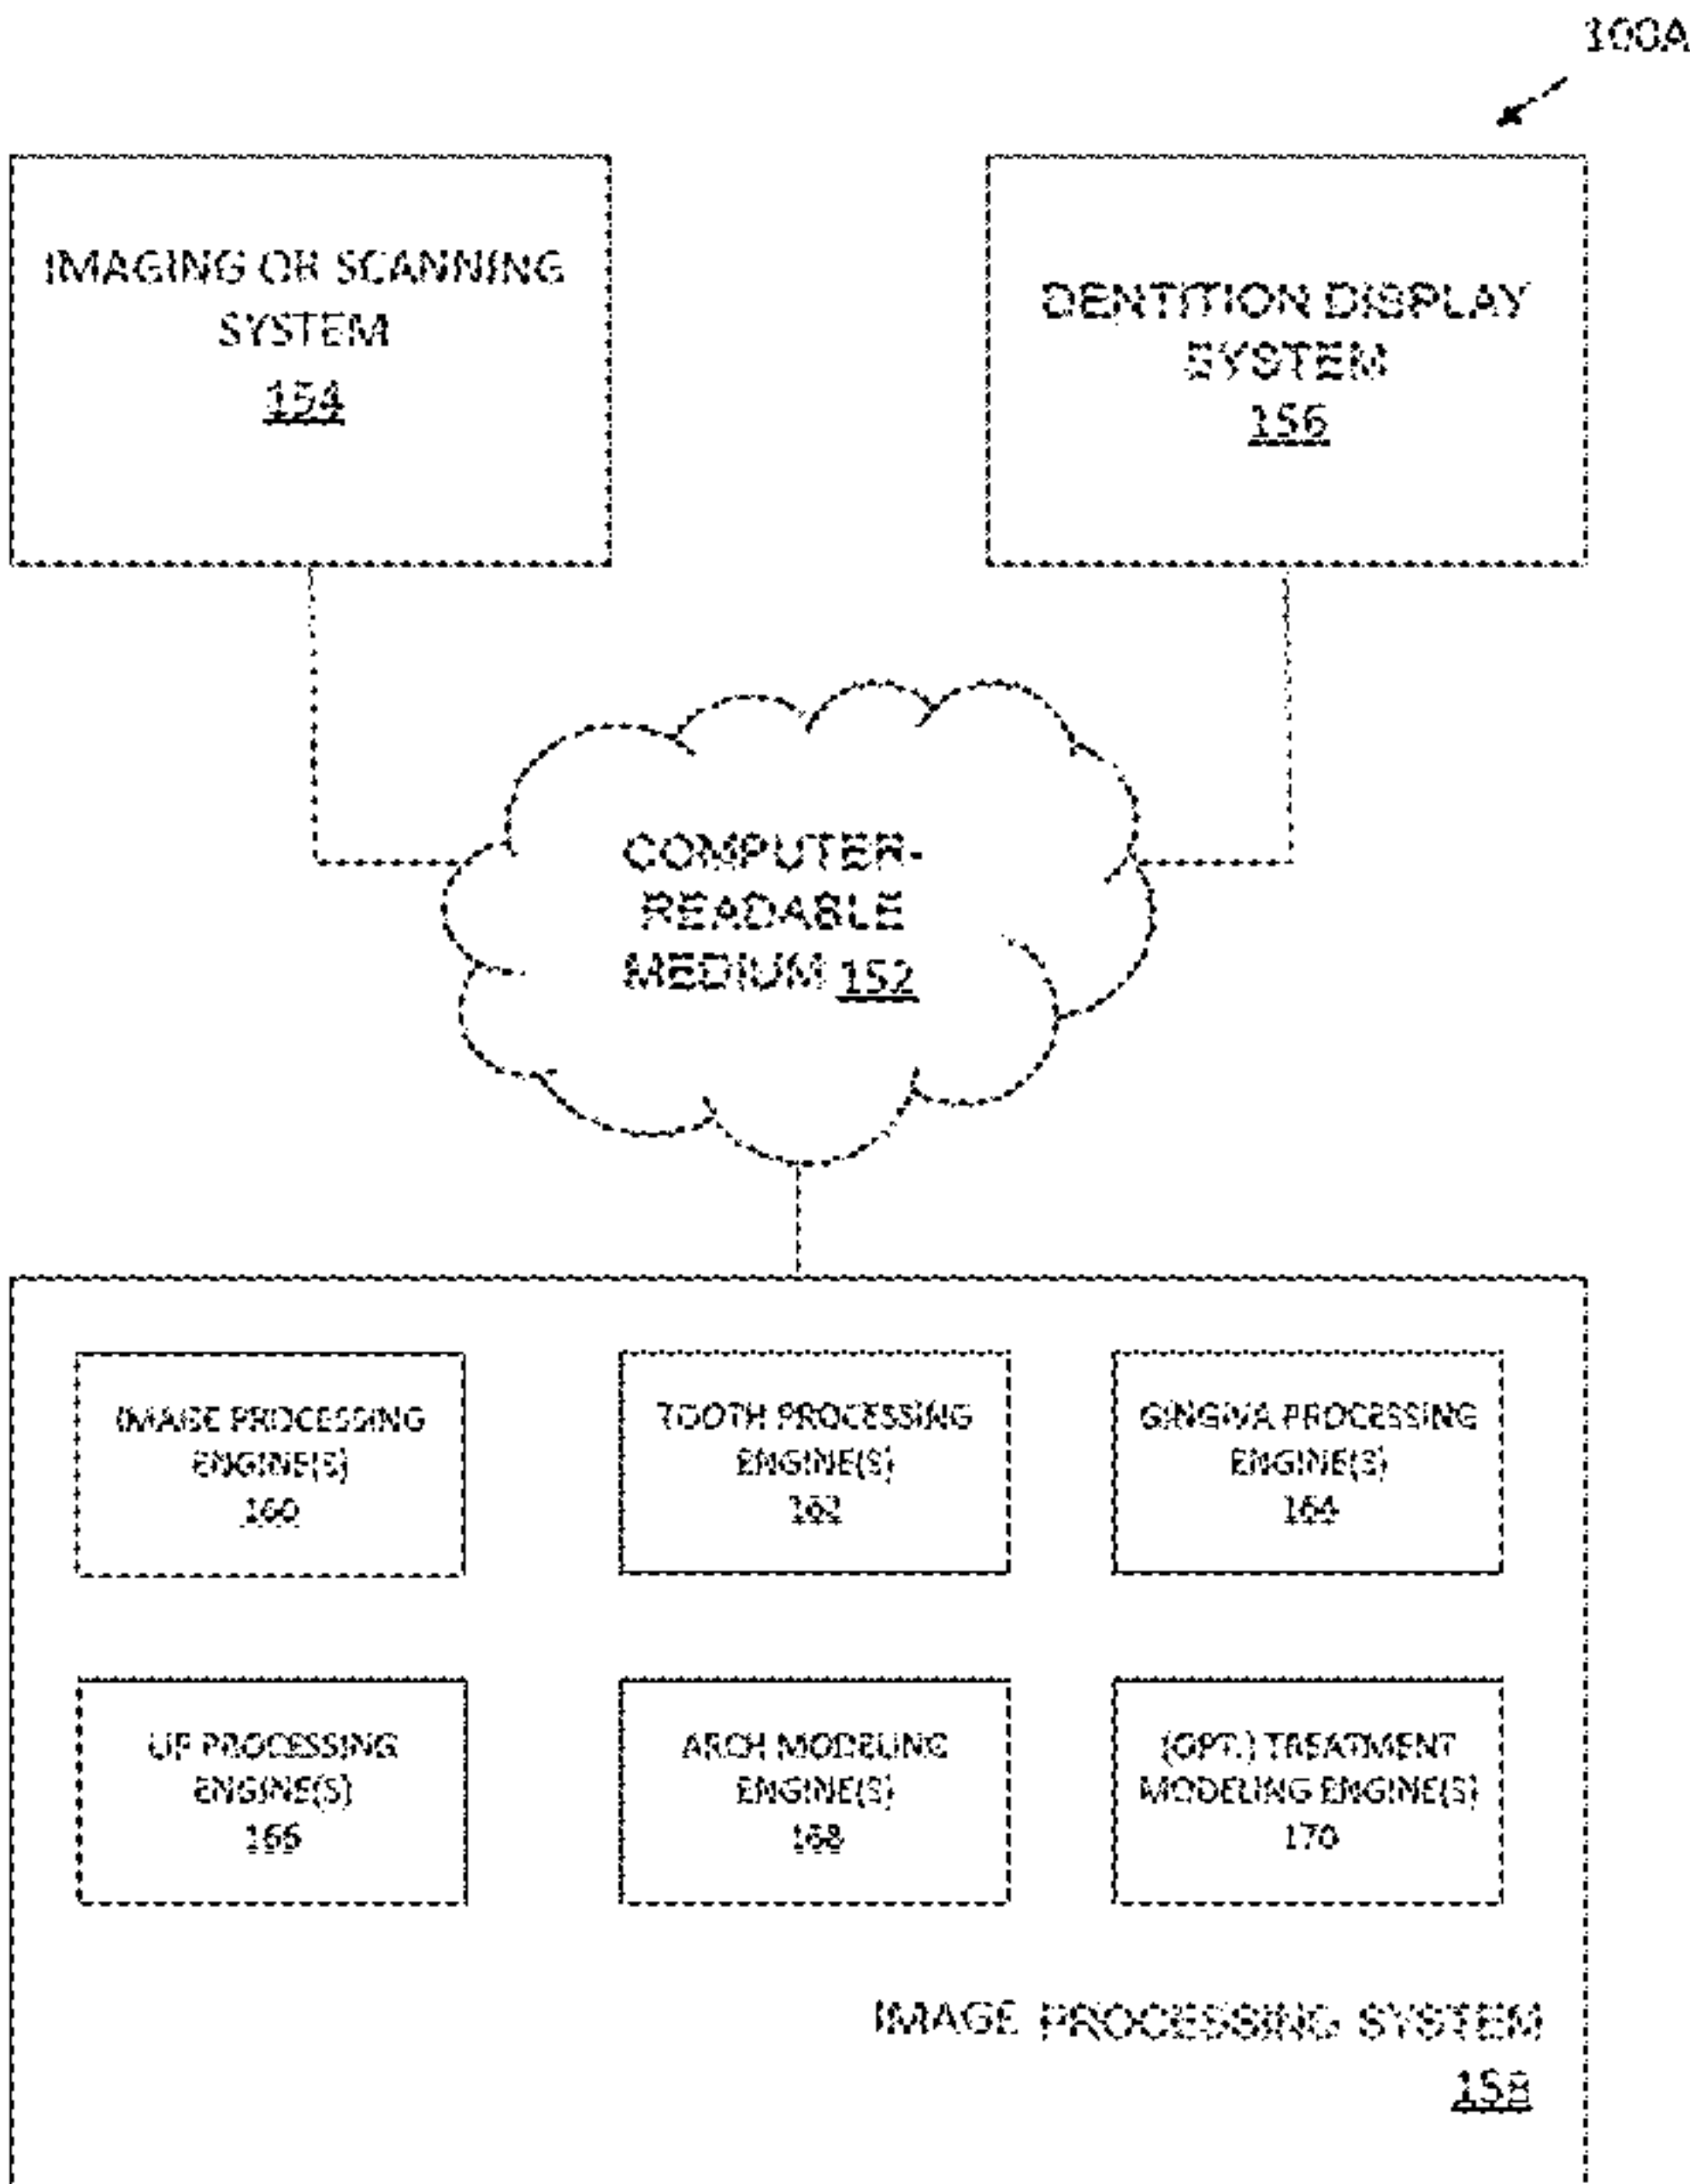 100A
IMAGING OR SCANNING
SYSTEM
154
DENTITION DISPLAY
SYSTEM
156
COMPUTER-
READABLE
MEDIUM 152
IMAGE PROCESSING
ENGINE(S)
160
TOOTH PROCESSING
ENGINE(S)
162
GINGIVA PROCESSING
ENGINE(S)
164
LIP PROCESSING
ENGINE(S)
166
ARCH MODELING
ENGINE(S)
168
(OPT.) TREATMENT
MODELING ENGINE(S)
170
IMAGE PROCESSING SYSTEM
158